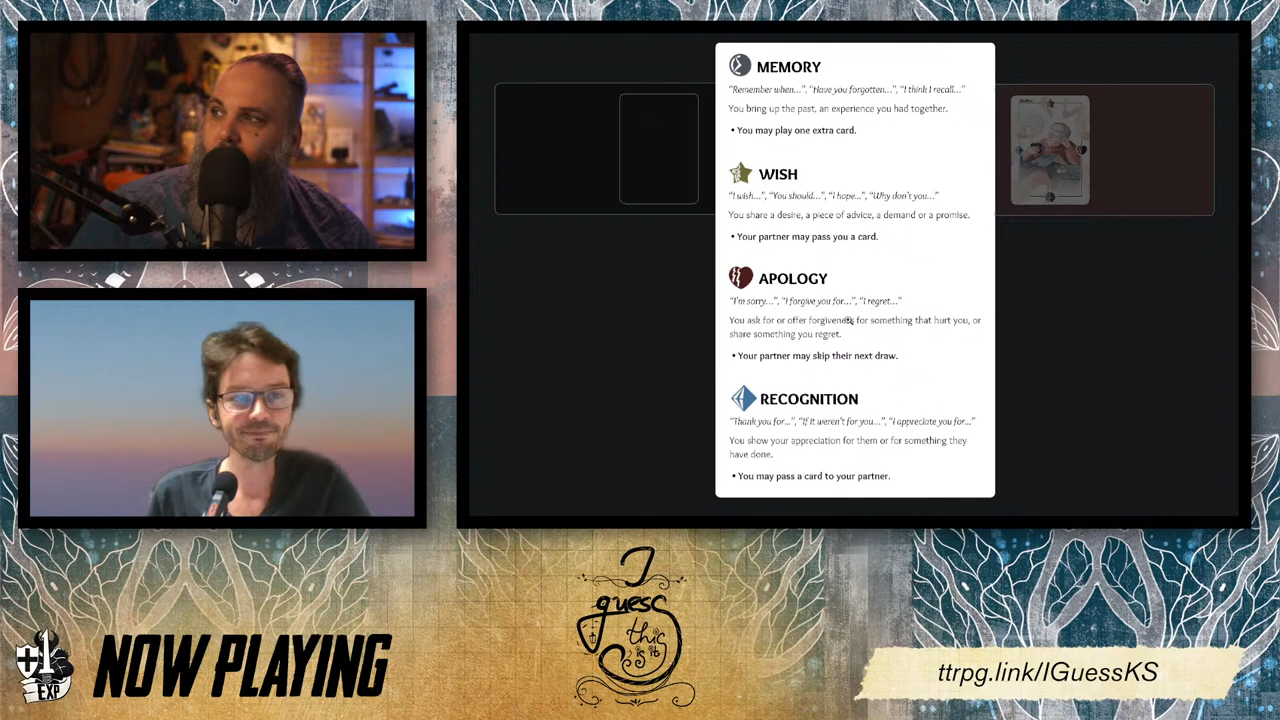 MEMORY
"Remember when...", "Have you forgotten...", "I think I recall..."
You bring up the past, an experience you had together.
• You may play one extra card.
WISH
"I wish...", "You should...", "I hope...", "Why don't you..."
You share a desire, a piece of advice, a demand or a promise.
• Your partner may pass you a card.
APOLOGY
"I'm sorry...", "I forgive you for...", "I regret..."
You ask for or offer forgiveness for something that hurt you, or
share something you regret.
• Your partner may skip their next draw.
RECOGNITION
"Thank you for...", "If it weren't for you...", "I appreciate you for..."
You show your appreciation for them or for something they
have done.
• You may pass a card to your partner.
I
guess
this
is it
+1
EXP
NOW PLAYING
ttrpg.link/IGuessKS